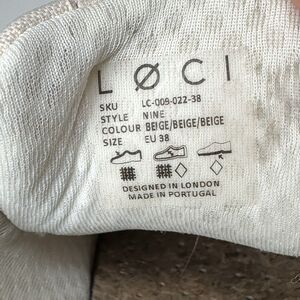 LØCI
SKU LC-009-022-38
STYLE NINE
COLOUR BEIGE/BEIGE/BEIGE
SIZE EU 38
DESIGNED IN LONDON
MADE IN PORTUGAL